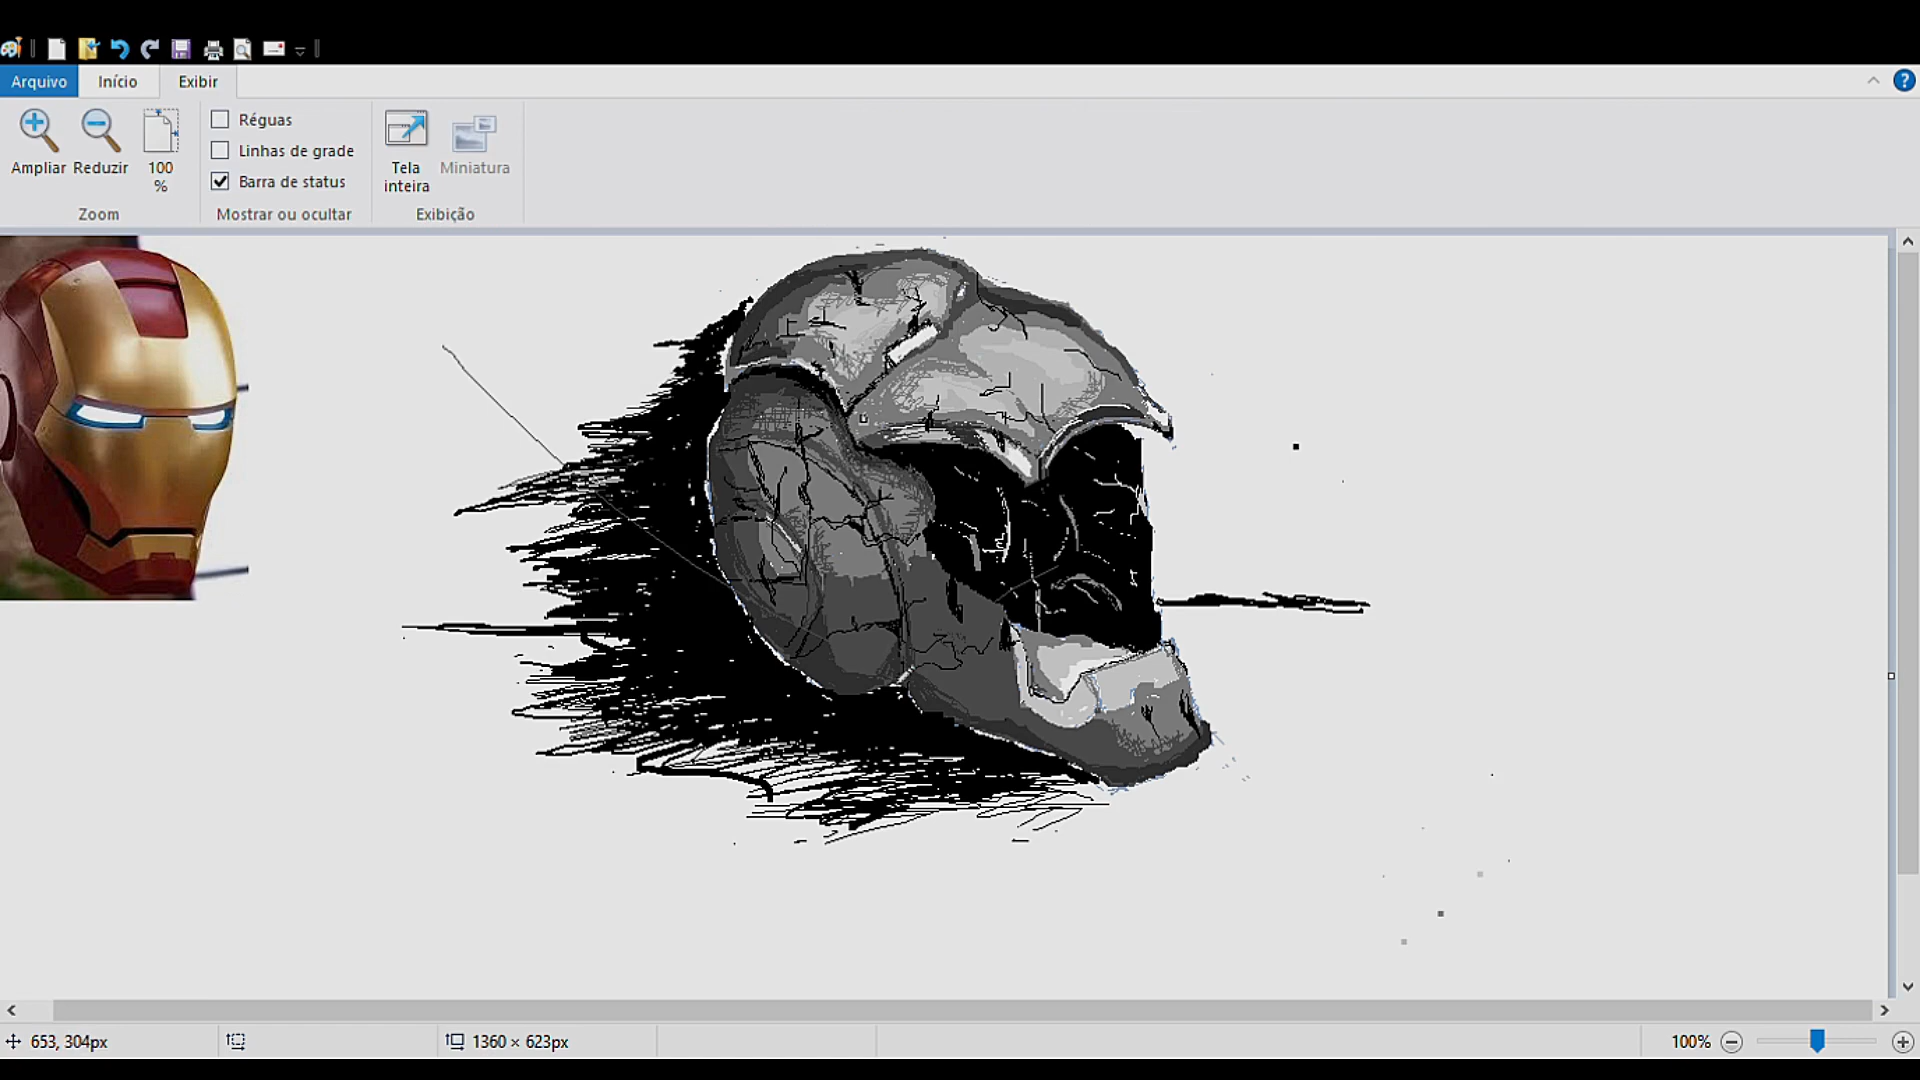 Arquivo Início Exibir
Ampliar Reduzir 100 %
Réguas
Linhas de grade
Barra de status
Tela inteira
Miniatura
Zoom Mostrar ou ocultar Exibição
653, 304px 1360 × 623px 100%